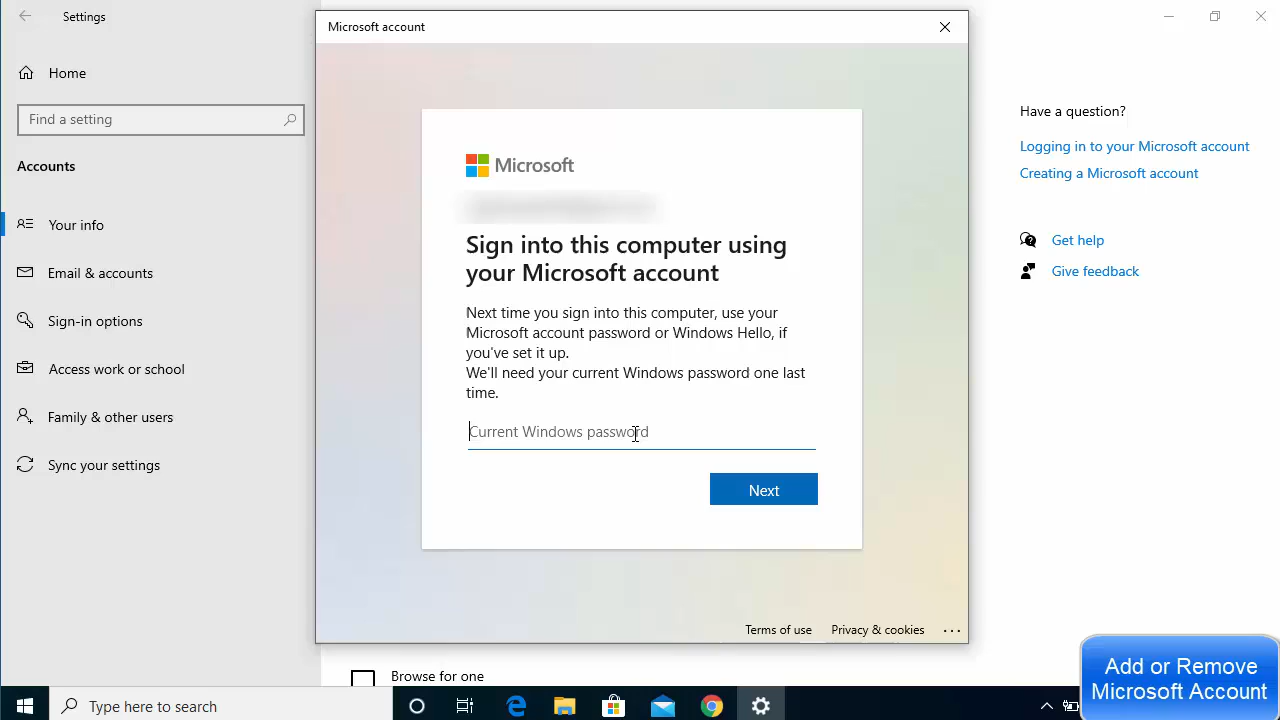 Settings
Home
Find a setting
Accounts
Your info
Email & accounts
Sign-in options
Access work or school
Family & other users
Sync your settings
Microsoft account
Microsoft
Sign into this computer using
your Microsoft account
Next time you sign into this computer, use your
Microsoft account password or Windows Hello, if
you've set it up.
We'll need your current Windows password one last
time.
Current Windows password
Next
Terms of use
Privacy & cookies
Browse for one
Have a question?
Logging in to your Microsoft account
Creating a Microsoft account
Get help
Give feedback
Add or Remove
Microsoft Account
Type here to search